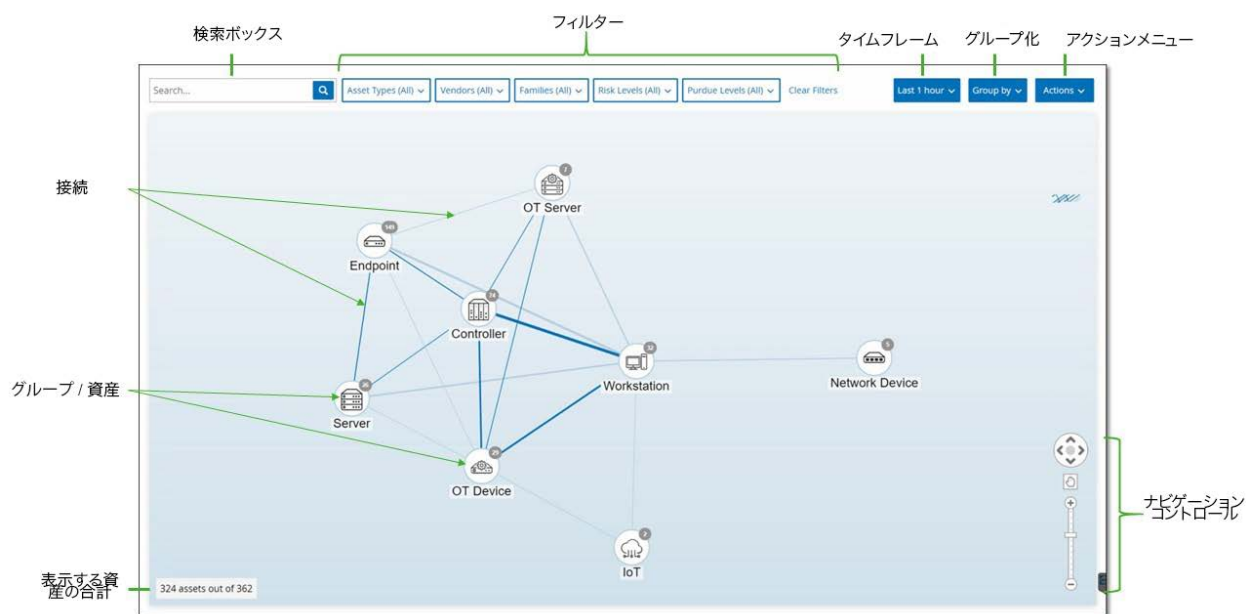 フィルター
検索ボックス
タイムフレーム
グループ化
アクションメニュー
Search...
Asset Types (All)
Vendors (All)
Families (All)
Risk Levels (All)
Purdue Levels (All)
Clear Filters
Last 1 hour
Group by
Actions
接続
7
OT Server
Endpoint
Controller
32
Workstation
5
Network Device
グループ / 資産
Server
29
OT Device
ナビゲーション
コントロール
2
IoT
表示する資
産の合計
324 assets out of 362